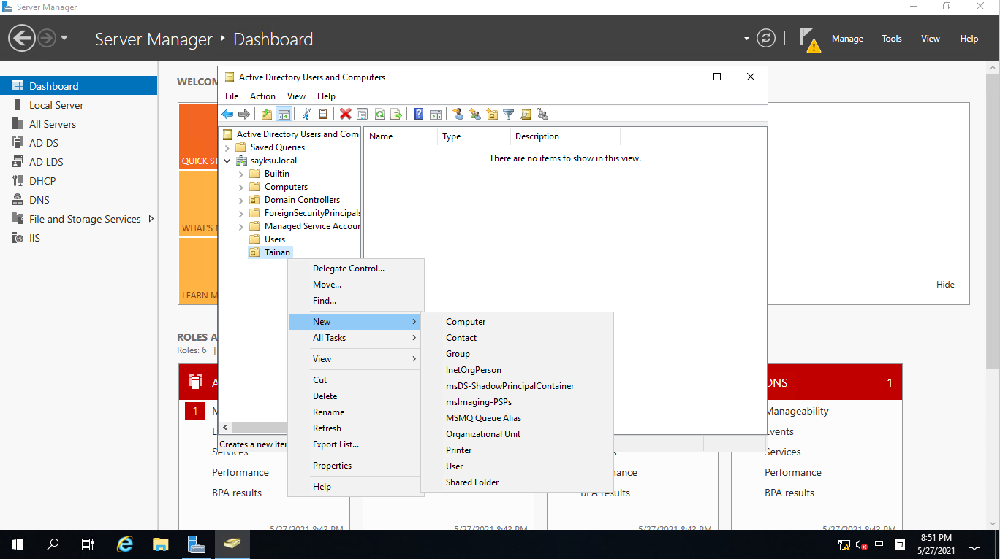 Server Manager
Server Manager Dashboard
Manage Tools View Help
Dashboard
Local Server
All Servers
AD DS
AD LDS
DHCP
DNS
File and Storage Services
IIS
WELCOM
QUICK ST
WHAT'S
LEARN M
Hide
ROLES A
Roles: 6 |
Active Directory Users and Computers
File Action View Help
Active Directory Users and Com
Saved Queries
sayksu.local
Builtin
Computers
Domain Controllers
ForeignSecurityPrincipals
Managed Service Accoun
Users
Tainan
Name Type Description
There are no items to show in this view.
Creates a new iter
Delegate Control...
Move...
Find...
New
All Tasks
View
Cut
Delete
Rename
Refresh
Export List...
Properties
Help
Computer
Contact
Group
InetOrgPerson
msDS-ShadowPrincipalContainer
msImaging-PSPs
MSMQ Queue Alias
Organizational Unit
Printer
User
Shared Folder
A
1 M
E
Services
Performance
BPA results
5/27/2021 8:43 PM
5/27/2021 8:43 PM
BPA results
5/27/2021 8:43 PM
DNS 1
Manageability
Events
Services
Performance
BPA results
5/27/2021 8:43 PM
中
8:51 PM
5/27/2021